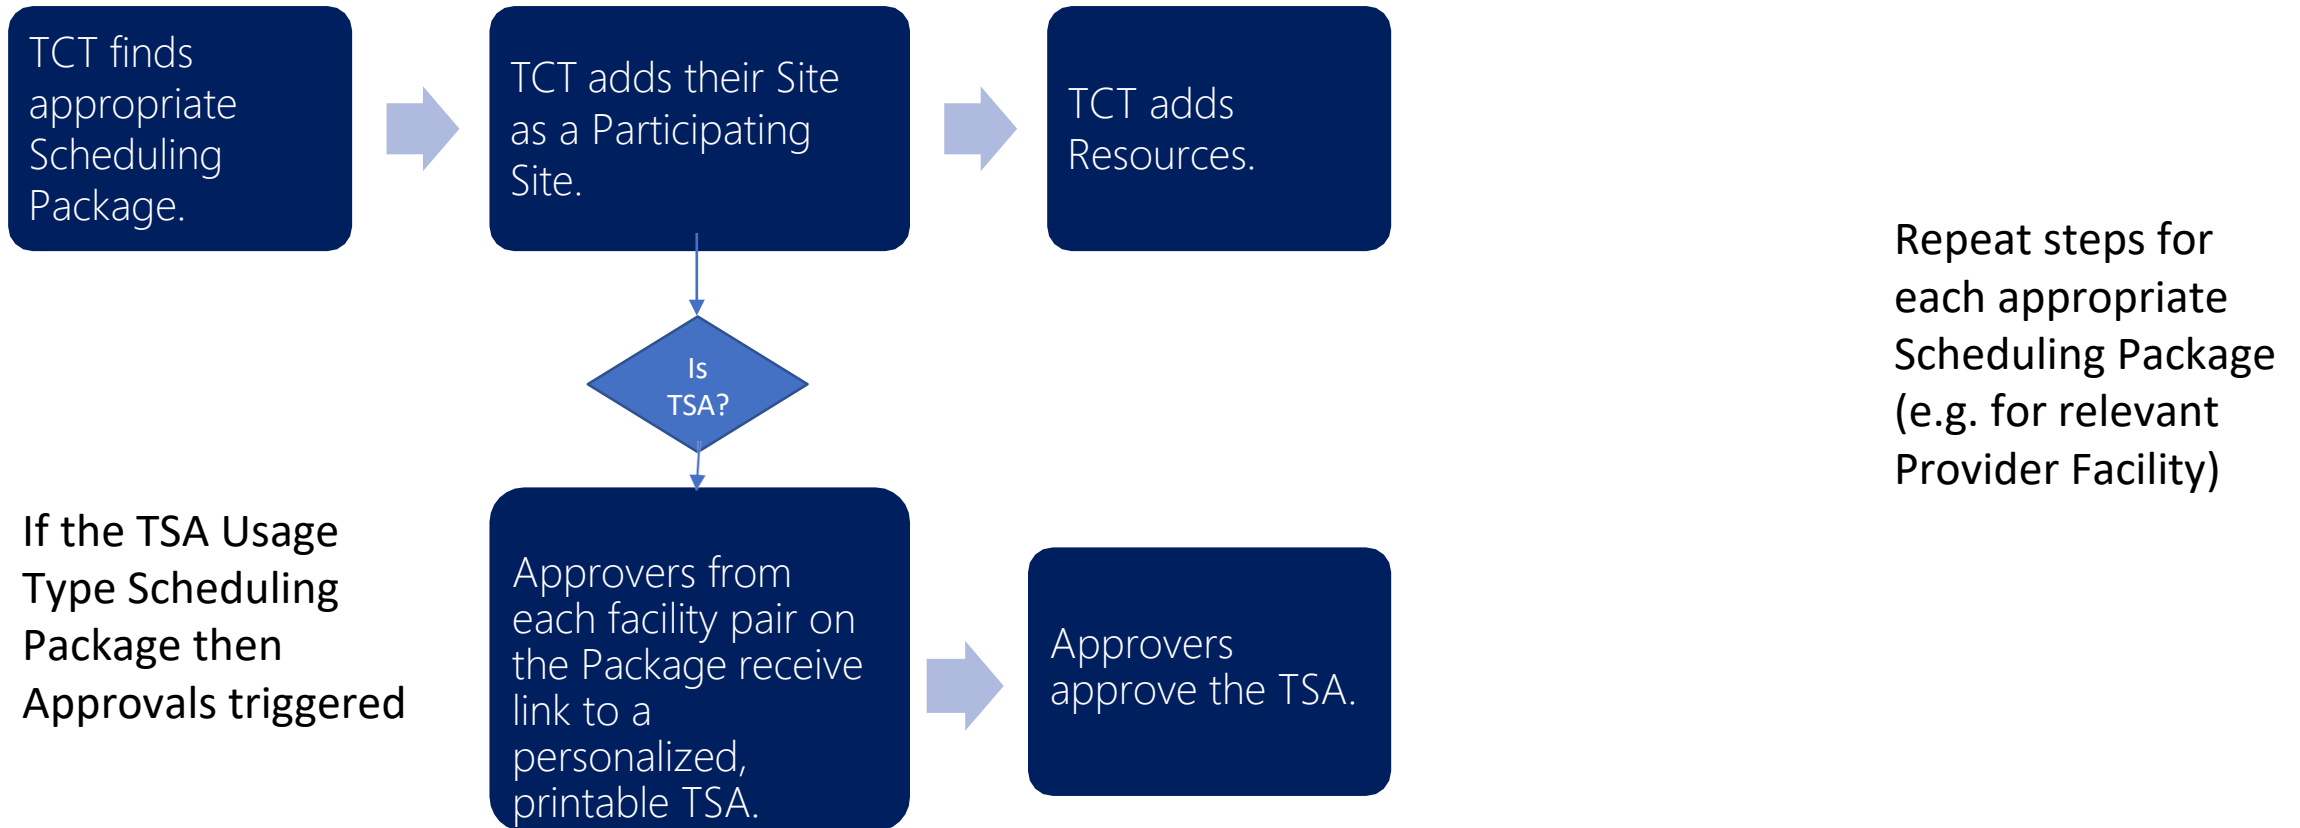 TCT finds
appropriate
Scheduling
Package.
TCT adds their Site
as a Participating
Site.
TCT adds
Resources.
Repeat steps for
each appropriate
Scheduling Package
(e.g. for relevant
Provider Facility)
Is
TSA?
If the TSA Usage
Type Scheduling
Package then
Approvals triggered
Approvers from
each facility pair on
the Package receive
link to a
personalized,
printable TSA.
Approvers
approve the TSA.